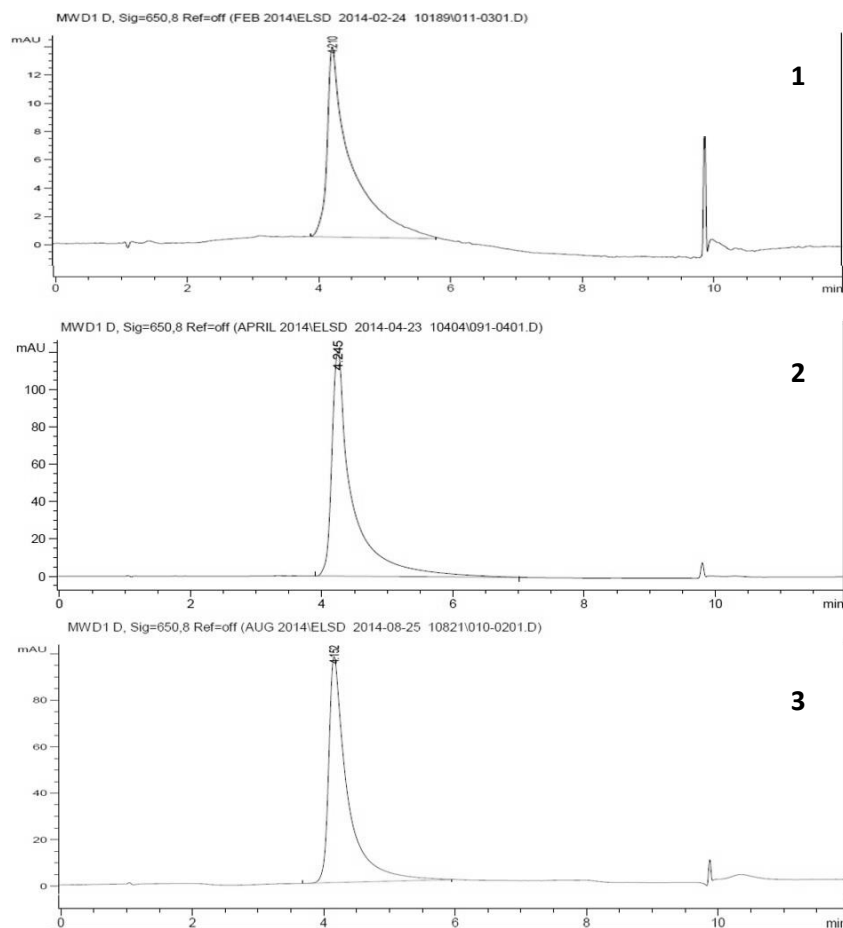 MWD1 D, Sig=650,8 Ref=off (FEB 2014\ELSD 2014-02-24 10189\011-0301.D)
mAU
4.210
1
12
10
8
6
4
2
0
0 2 4 6 8 10 min
MWD1 D, Sig=650,8 Ref=off (APRIL 2014\ELSD 2014-04-23 10404\091-0401.D)
mAU
4.245
2
100
80
60
40
20
0
0 2 4 6 8 10 min
MWD1 D, Sig=650,8 Ref=off (AUG 2014\ELSD 2014-08-25 10821\010-0201.D)
mAU
4.152
3
80
60
40
20
0
0 2 4 6 8 10 min